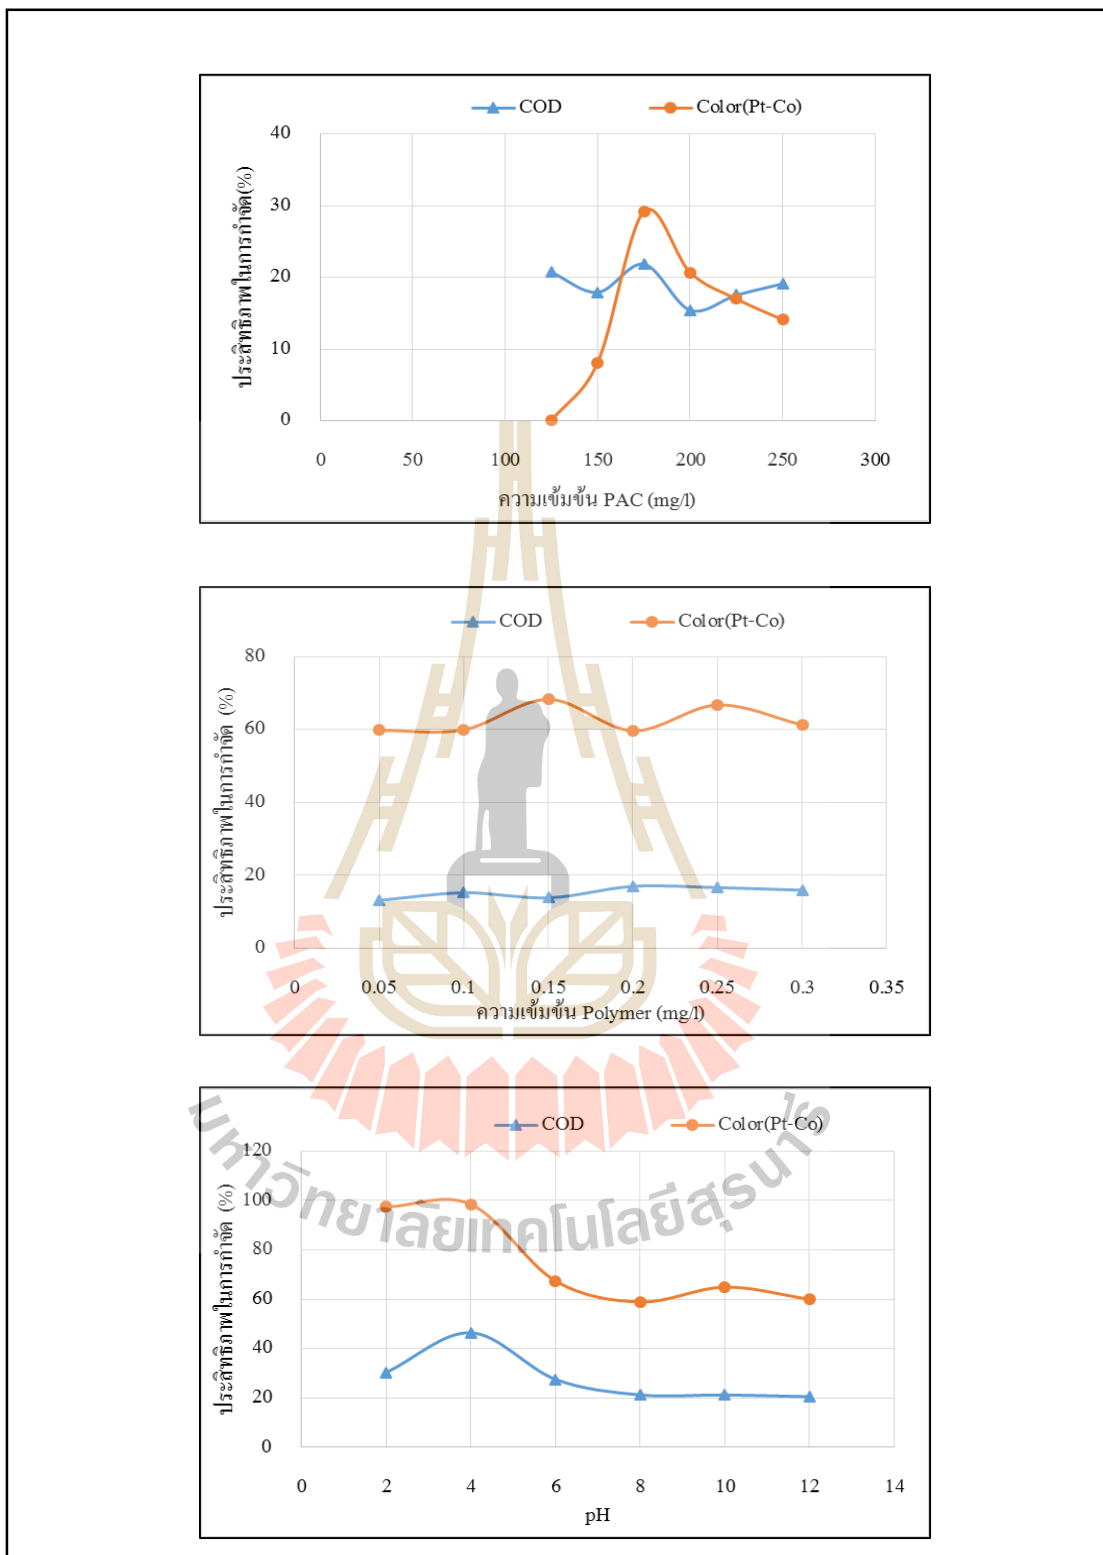 COD Color(Pt-Co)
ประสิทธิภาพในการกำจัด(%)
40
30
20
10
0
0 50 100 150 200 250 300
ความเข้มข้น PAC (mg/l)
COD Color(Pt-Co)
ประสิทธิภาพในการกำจัด (%)
80
60
40
20
0
0 0.05 0.1 0.15 0.2 0.25 0.3 0.35
ความเข้มข้น Polymer (mg/l)
COD Color(Pt-Co)
ประสิทธิภาพในการกำจัด (%)
120
100
80
60
40
20
0
0 2 4 6 8 10 12 14
pH
มหาวิทยาลัยเทคโนโลยีสุรนารี